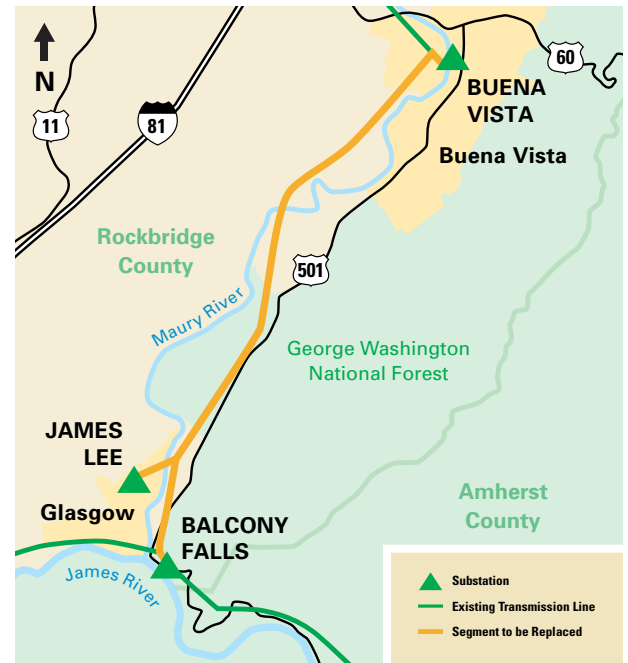 N
11
81
60
BUENA
VISTA
Buena Vista
Rockbridge
County
501
Maury River
George Washington
National Forest
JAMES
LEE
Glasgow
Amherst
County
BALCONY
FALLS
James River
Substation
Existing Transmission Line
Segment to be Replaced